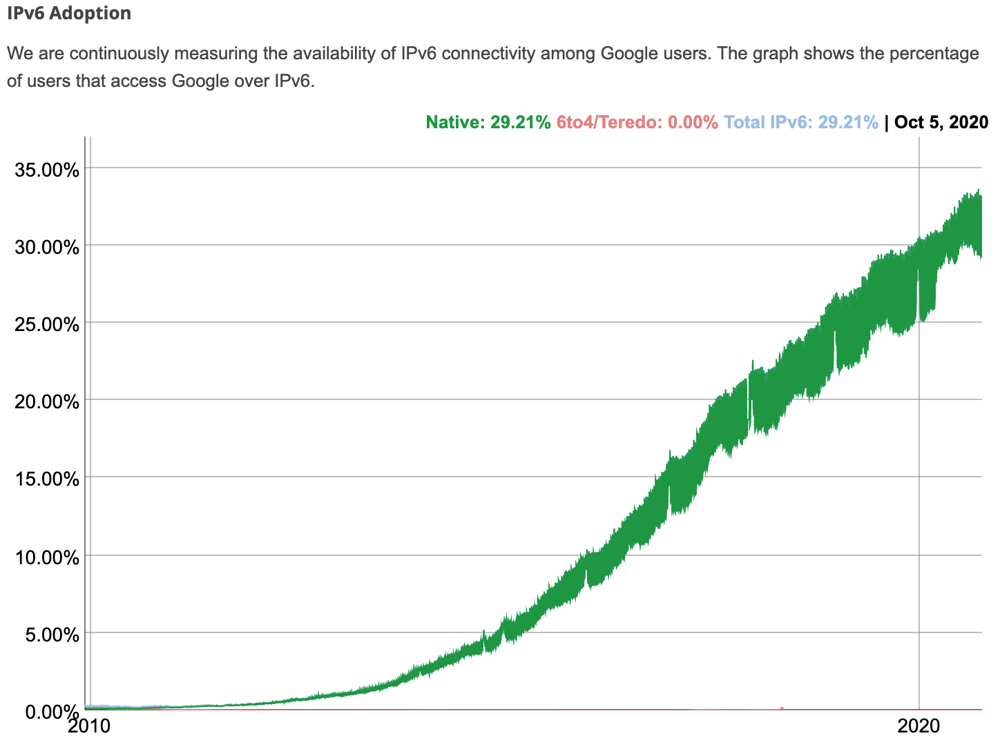 IPv6 Adoption
We are continuously measuring the availability of IPv6 connectivity among Google users. The graph shows the percentage
of users that access Google over IPv6.
Native: 29.21% 6to4/Teredo: 0.00% Total IPv6: 29.21% | Oct 5, 2020
35.00%
30.00%
25.00%
20.00%
15.00%
10.00%
5.00%
0.00%
2010 2020